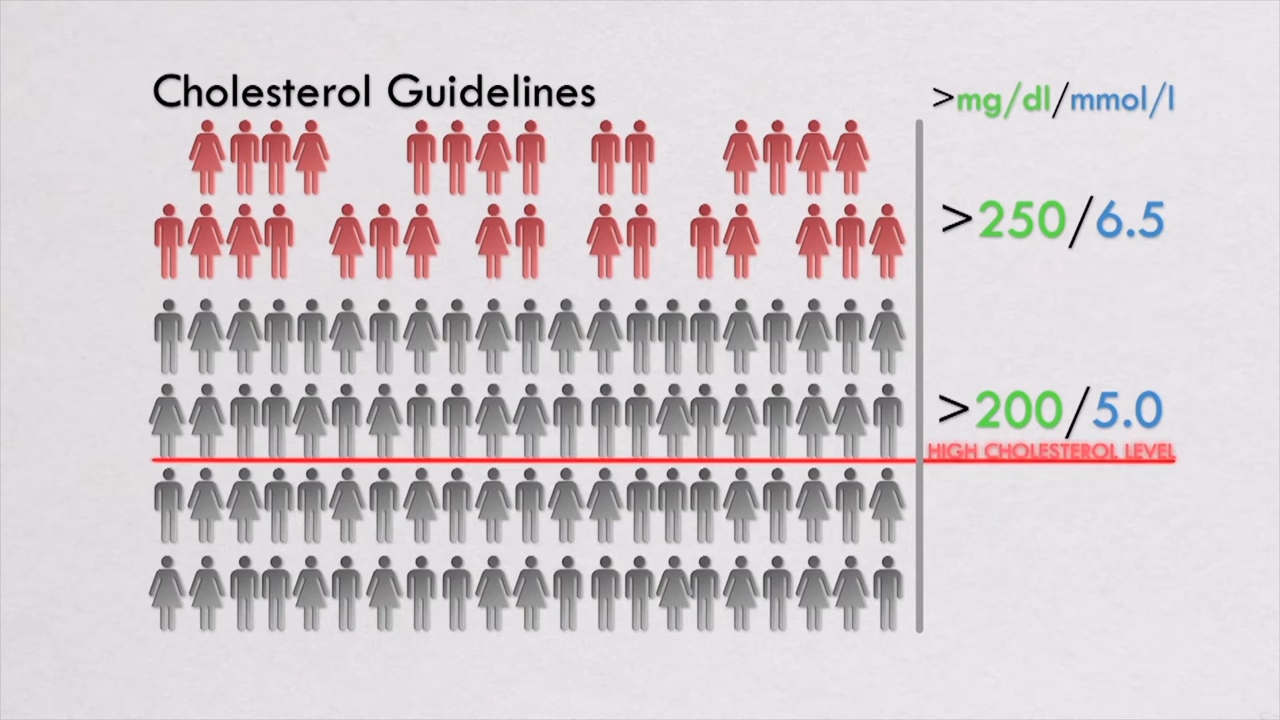 Cholesterol Guidelines
>mg/dl/mmol/l
>250/6.5
>200/5.0
HIGH CHOLESTEROL LEVEL